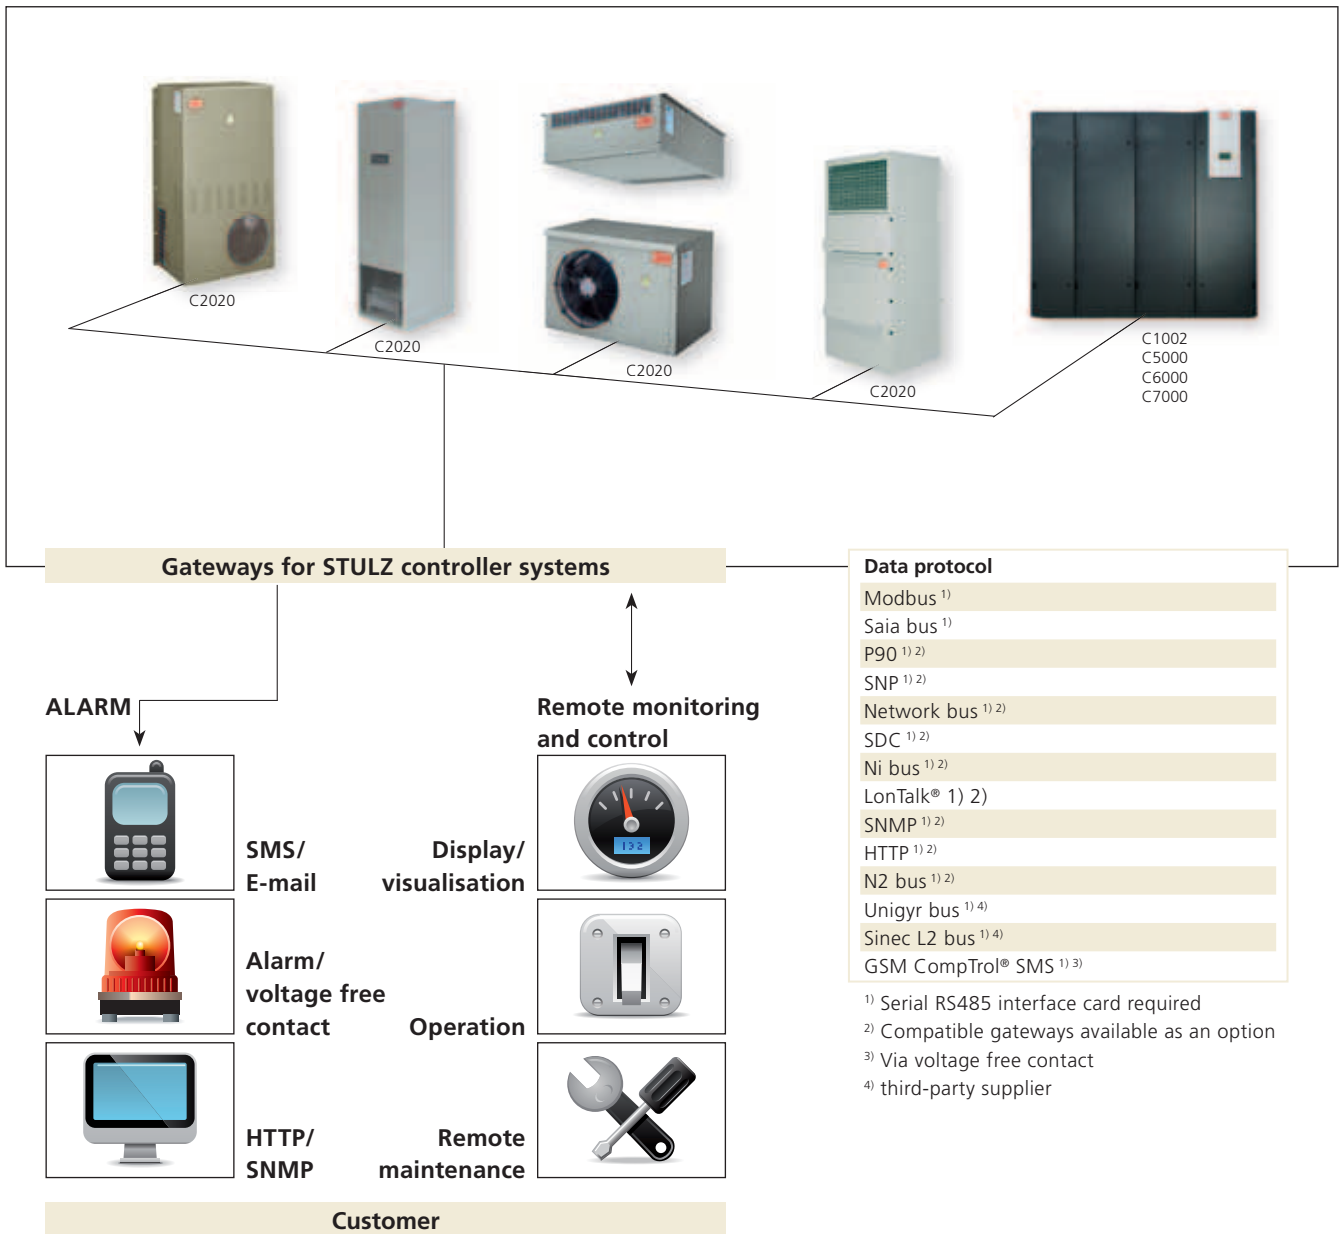 C2020
C2020
C2020
C2020
C1002
C5000
C6000
C7000
Gateways for STULZ controller systems
ALARM
SMS/
E-mail
Alarm/
voltage free
contact
HTTP/
SNMP
Remote monitoring
and control
Display/
visualisation
132
Operation
Remote
maintenance
Customer
Data protocol
Modbus 1)
Saia bus 1)
P90 1) 2)
SNP 1) 2)
Network bus 1) 2)
SDC 1) 2)
Ni bus 1) 2)
LonTalk® 1) 2)
SNMP 1) 2)
HTTP 1) 2)
N2 bus 1) 2)
Unigyr bus 1) 4)
Sinec L2 bus 1) 4)
GSM CompTrol® SMS 1) 3)
1) Serial RS485 interface card required
2) Compatible gateways available as an option
3) Via voltage free contact
4) third-party supplier